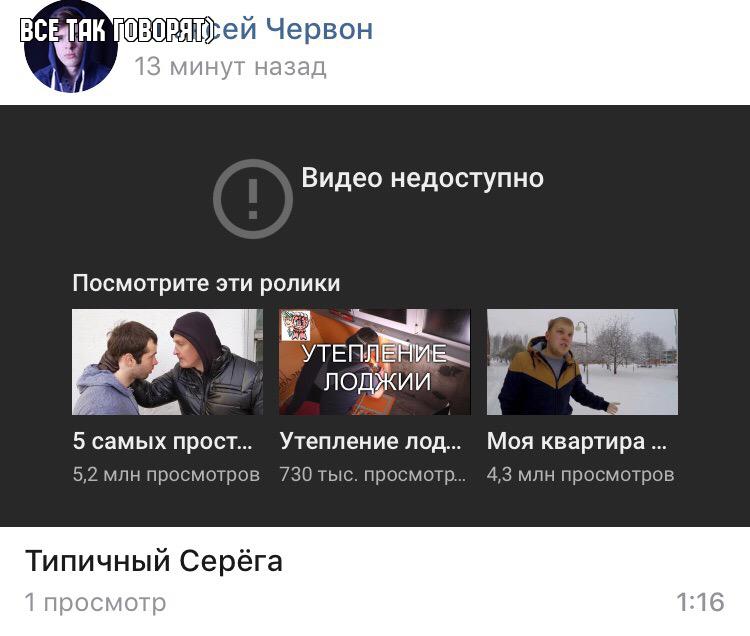 ВСЕ ТАК ГОВОРЯТ)
сей Червон
13 минут назад
Видео недоступно
Посмотрите эти ролики
УТЕПЛЕНИЕ
ЛОДЖИИ
5 самых прост... Утепление лод... Моя квартира ...
5,2 млн просмотров 730 тыс. просмотр... 4,3 млн просмотров
Типичный Серёга
1 просмотр 1:16